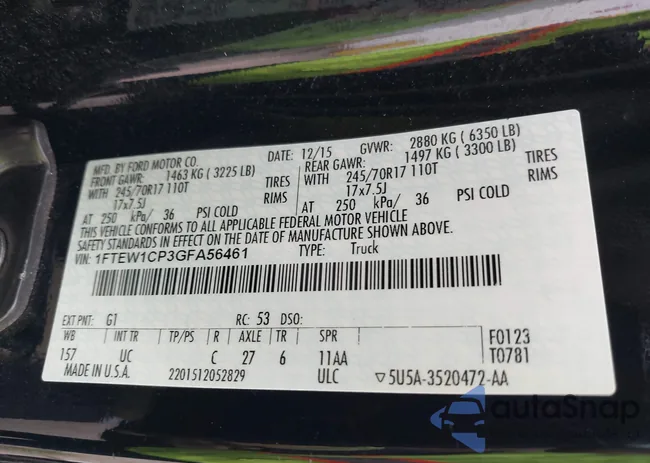 MFD. BY FORD MOTOR CO. DATE: 12/15 GVWR: 2880 KG ( 6350 LB)
FRONT GAWR: 1463 KG ( 3225 LB) REAR GAWR: 1497 KG ( 3300 LB)
WITH 245/70R17 110T TIRES WITH 245/70R17 110T TIRES
17x7.5J RIMS 17x7.5J RIMS
AT 250 kPa/ 36 PSI COLD AT 250 kPa/ 36 PSI COLD
THIS VEHICLE CONFORMS TO ALL APPLICABLE FEDERAL MOTOR VEHICLE
SAFETY STANDARDS IN EFFECT ON THE DATE OF MANUFACTURE SHOWN ABOVE.
VIN: 1FTEW1CP3GFA56461 TYPE: Truck
EXT PNT: G1 RC: 53 DSO:
WB INT TR TP/PS R AXLE TR SPR F0123
157 UC C 27 6 11AA T0781
MADE IN U.S.A. 2201512052829 ULC ▽5U5A-3520472-AA
autoSnap